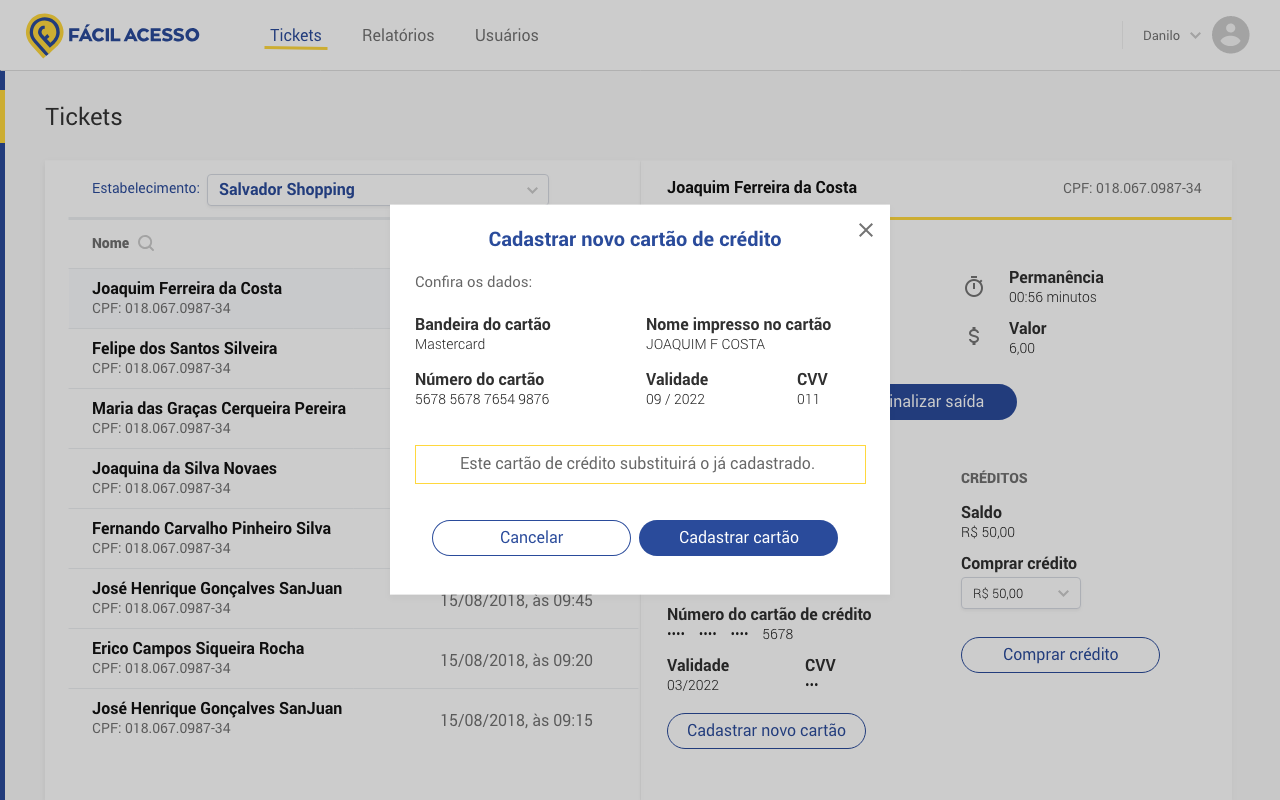 FÁCIL ACESSO
Tickets
Relatórios
Usuários
Danilo
Tickets
Estabelecimento:
Salvador Shopping
Nome
Joaquim Ferreira da Costa
CPF: 018.067.0987-34
Felipe dos Santos Silveira
CPF: 018.067.0987-34
Maria das Graças Cerqueira Pereira
CPF: 018.067.0987-34
Joaquina da Silva Novaes
CPF: 018.067.0987-34
Fernando Carvalho Pinheiro Silva
CPF: 018.067.0987-34
José Henrique Gonçalves SanJuan
CPF: 018.067.0987-34
15/08/2018, às 09:45
Erico Campos Siqueira Rocha
CPF: 018.067.0987-34
15/08/2018, às 09:20
José Henrique Gonçalves SanJuan
CPF: 018.067.0987-34
15/08/2018, às 09:15
Cadastrar novo cartão de crédito
Confira os dados:
Bandeira do cartão
Mastercard
Nome impresso no cartão
JOAQUIM F COSTA
Número do cartão
5678 5678 7654 9876
Validade
09 / 2022
CVV
011
Este cartão de crédito substituirá o já cadastrado.
Cancelar
Cadastrar cartão
Joaquim Ferreira da Costa
CPF: 018.067.0987-34
Permanência
00:56 minutos
$
Valor
6,00
inalizar saída
CRÉDITOS
Saldo
R$ 50,00
Comprar crédito
R$ 50,00
Comprar crédito
Número do cartão de crédito
•••• •••• •••• 5678
Validade
03/2022
CVV
•••
Cadastrar novo cartão